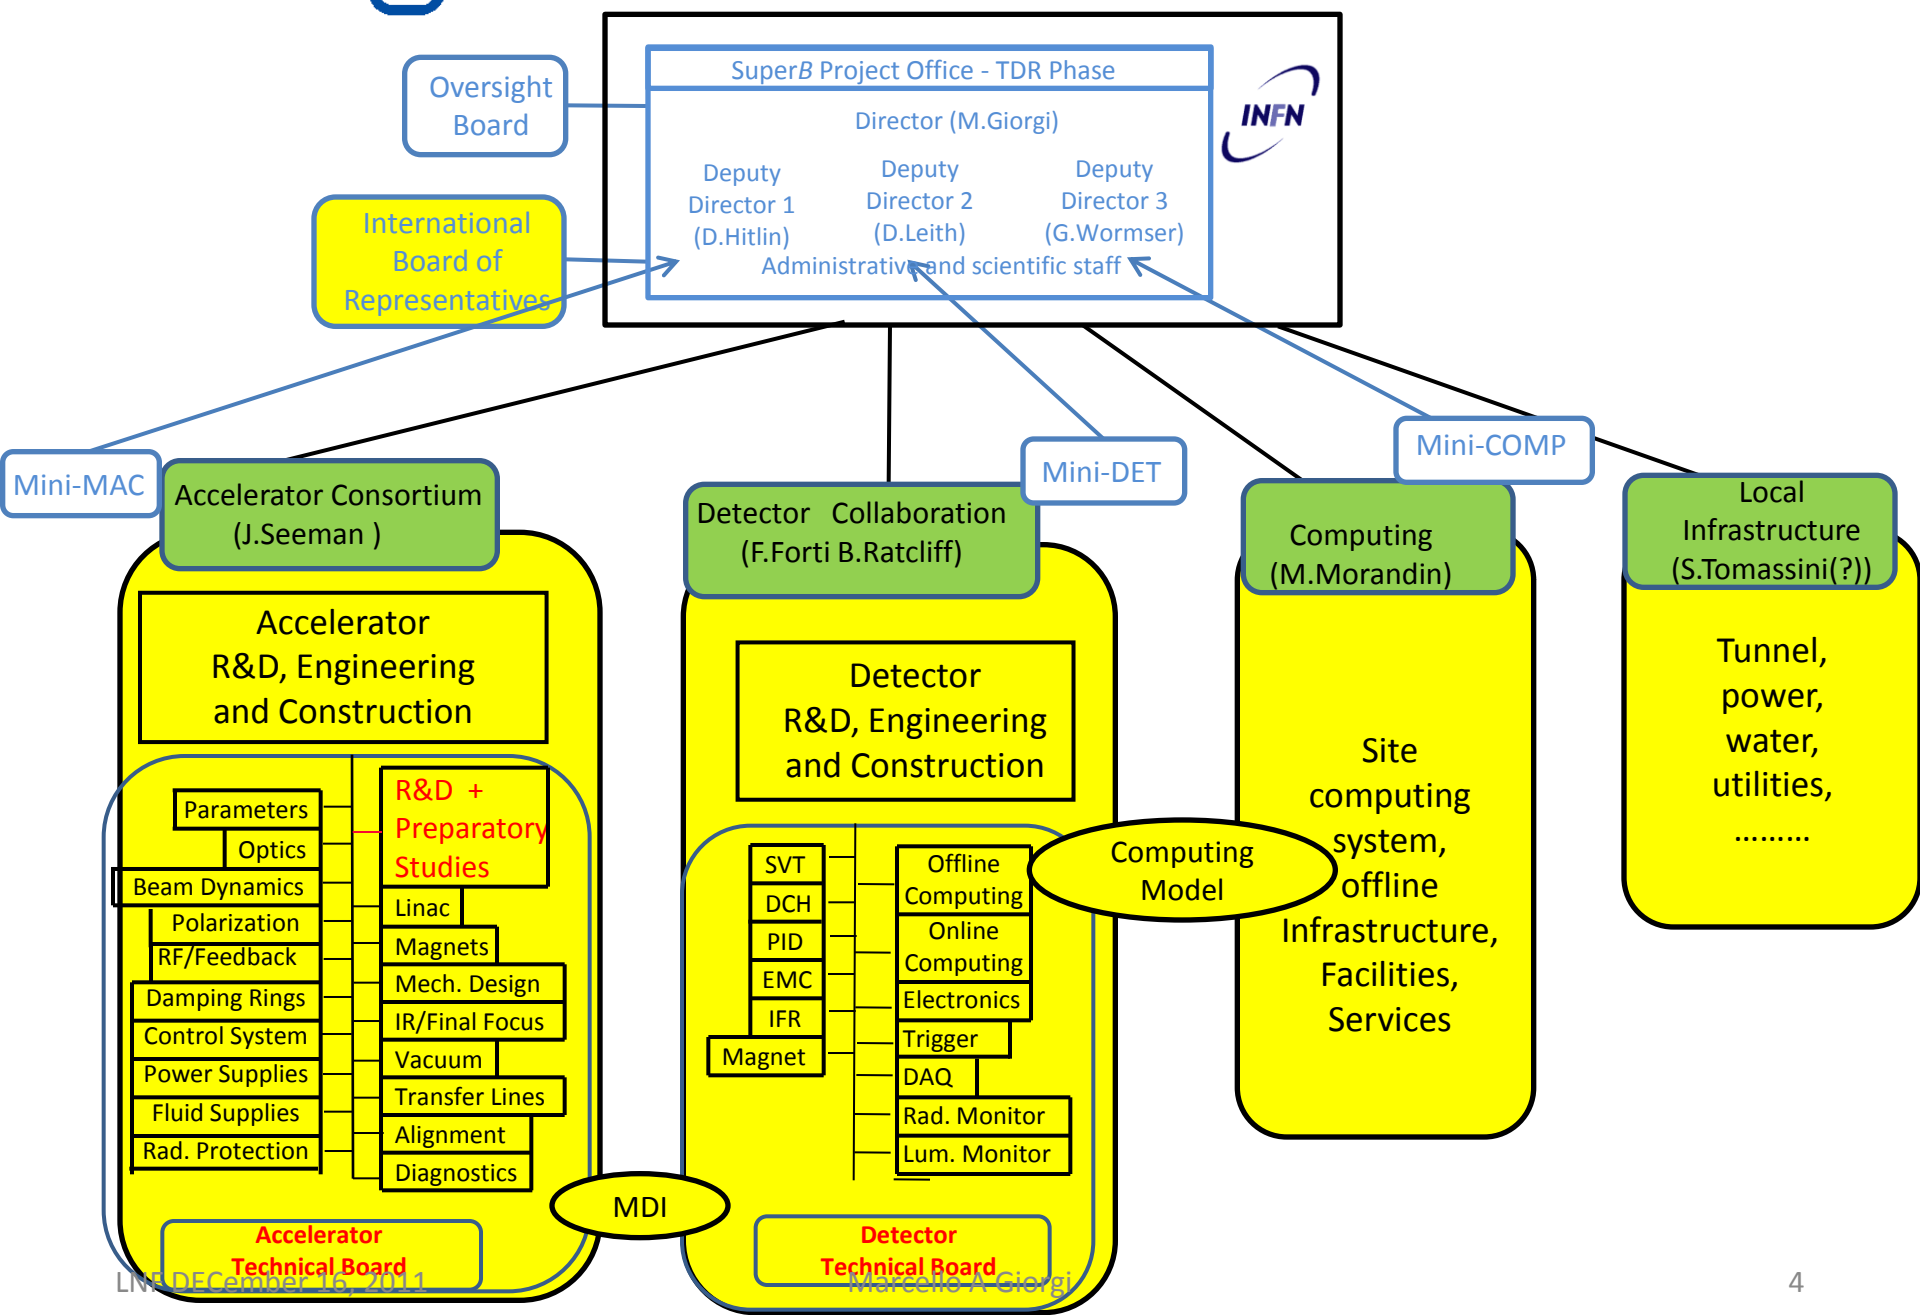 SuperB Project Office - TDR Phase
Director (M.Giorgi)
Deputy
Director 1
(D.Hitlin)
Deputy
Director 2
(D.Leith)
Deputy
Director 3
(G.Wormser)
Administrative and scientific staff
INFN
Oversight
Board
International
Board of
Representatives
Mini-MAC
Mini-DET
Mini-COMP
Accelerator Consortium
(J.Seeman )
Accelerator
R&D, Engineering
and Construction
Parameters
Optics
Beam Dynamics
Polarization
RF/Feedback
Damping Rings
Control System
Power Supplies
Fluid Supplies
Rad. Protection
R&D +
Preparatory
Studies
Linac
Magnets
Mech. Design
IR/Final Focus
Vacuum
Transfer Lines
Alignment
Diagnostics
Accelerator
Technical Board
MDI
Detector Collaboration
(F.Forti B.Ratcliff)
Detector
R&D, Engineering
and Construction
SVT
DCH
PID
EMC
IFR
Magnet
Offline
Computing
Online
Computing
Electronics
Trigger
DAQ
Rad. Monitor
Lum. Monitor
Detector
Technical Board
Computing
Model
Computing
(M.Morandin)
Site
computing
system,
offline
Infrastructure,
Facilities,
Services
Local
Infrastructure
(S.Tomassini(?))
Tunnel,
power,
water,
utilities,
.........
LNF DECember 16, 2011
Marcello A Giorgi
4